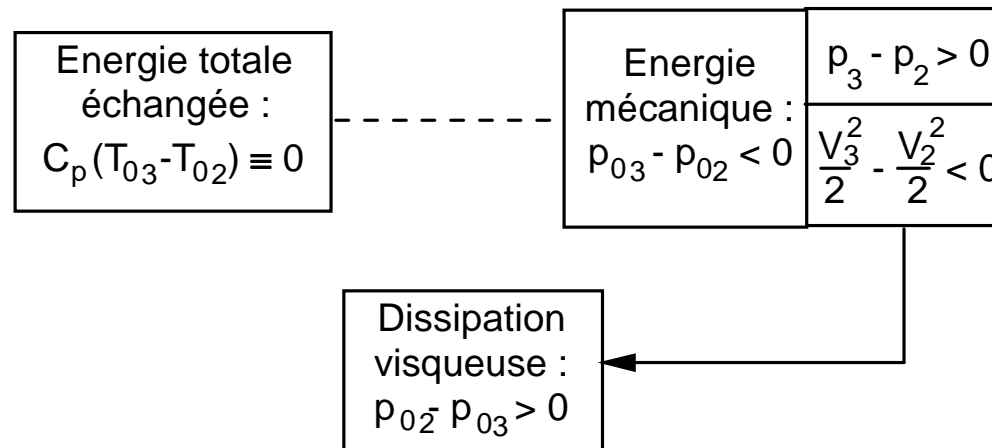 Energie totale
échangée :
Cp(T03-T02) ≡ 0
Energie
mécanique :
p03 - p02 < 0
p3 - p2 > 0
V3²/2 - V2²/2 < 0
Dissipation
visqueuse :
p02- p03 > 0